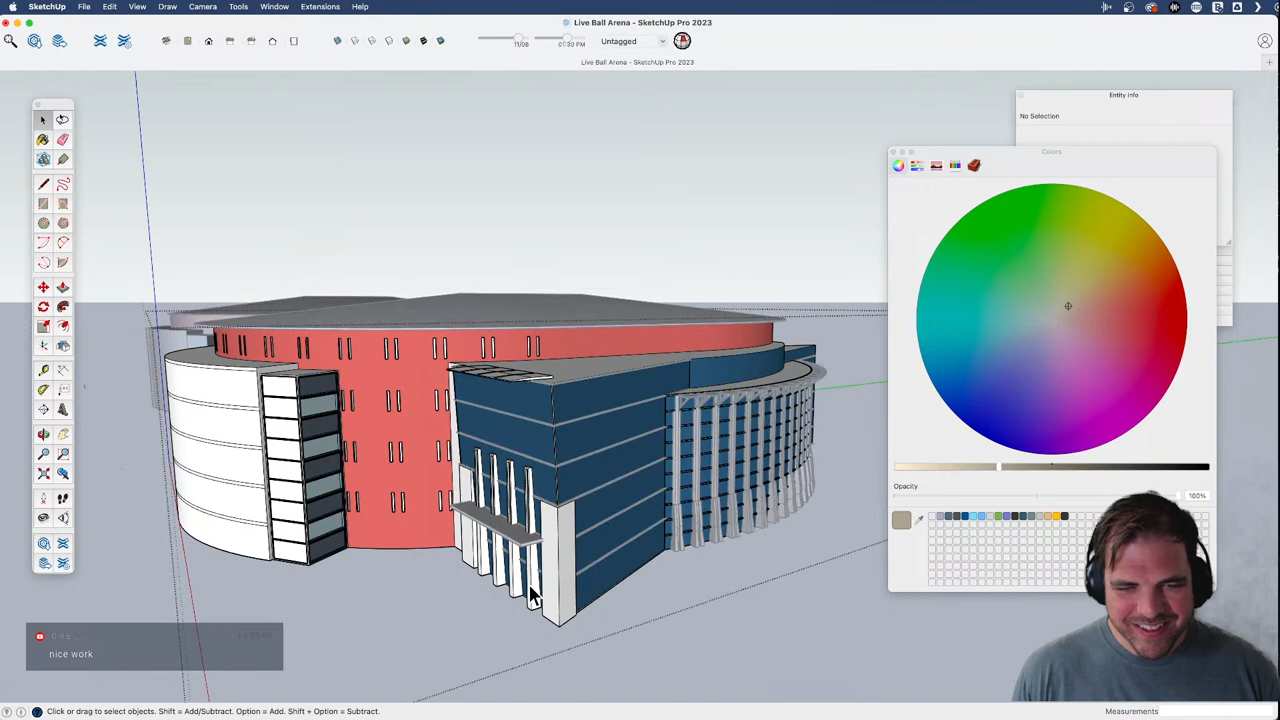 SketchUp File Edit View Draw Camera Tools Window Extensions Help
Live Ball Arena - SketchUp Pro 2023
11/08 01:30 PM Untagged
Live Ball Arena - SketchUp Pro 2023
Entity Info
No Selection
Colors
Opacity
100%
nice work
Click or drag to select objects. Shift = Add/Subtract. Option = Add. Shift + Option = Subtract.
Measurements